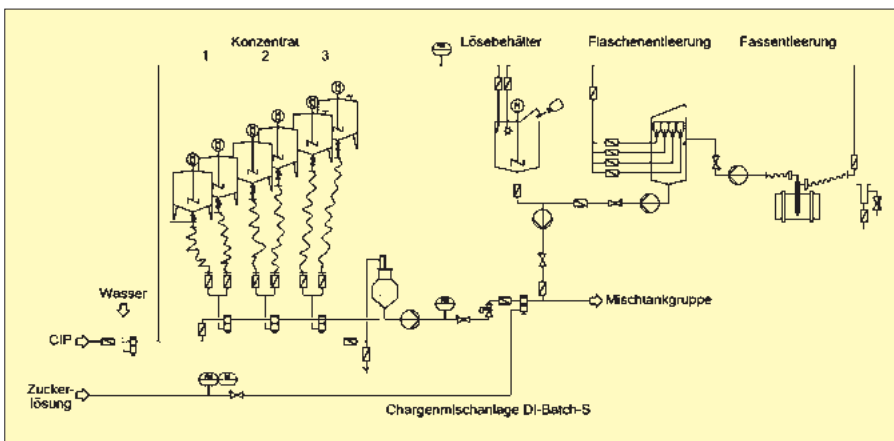 Konzentrat Lösebehälter Flaschenentleerung Fassentleerung
1 2 3
Wasser
CIP
Mischtankgruppe
Zucker-
lösung
Chargenmischanlage DI-Batch-S